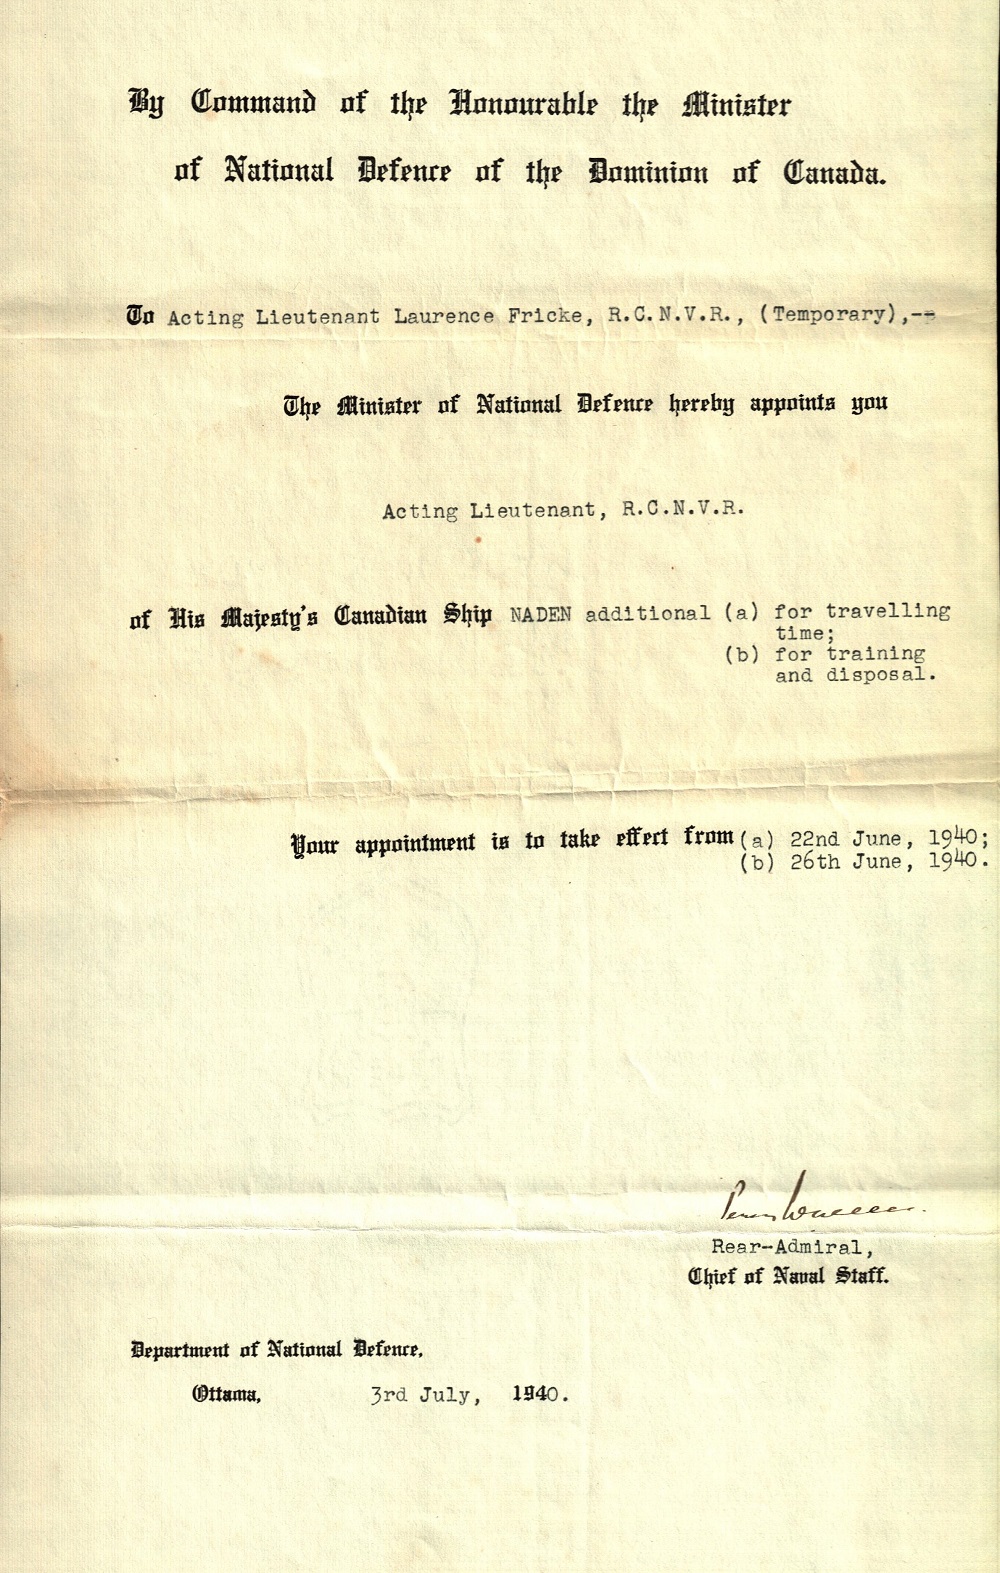 By Command of the Honourable the Minister
of National Defence of the Dominion of Canada.
To Acting Lieutenant Laurence Fricke, R.C.N.V.R., (Temporary),--
The Minister of National Defence hereby appoints you
Acting Lieutenant, R.C.N.V.R.
of His Majesty's Canadian Ship NADEN additional (a) for travelling
time;
(b) for training
and disposal.
Your appointment is to take effect from (a) 22nd June, 1940;
(b) 26th June, 1940.
Rear-Admiral,
Chief of Naval Staff.
Department of National Defence,
Ottawa, 3rd July, 1940.